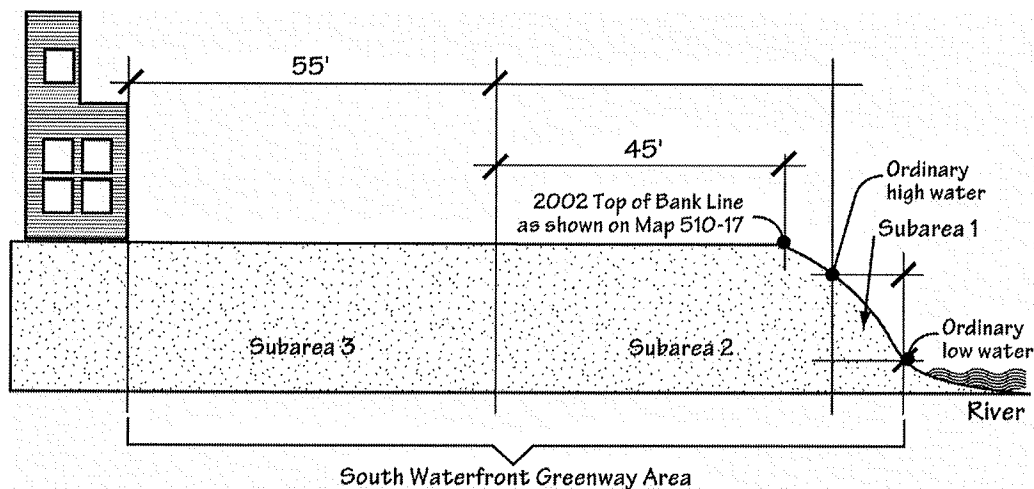 55'
45'
Ordinary
high water
2002 Top of Bank Line
as shown on Map 510-17
Subarea 1
Subarea 3
Subarea 2
Ordinary
low water
River
South Waterfront Greenway Area